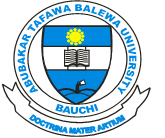 ABUBAKAR TAFAWA BALEWA UNIVERSITY
BAUCHI
DOCTRINA MATER ARTIUM